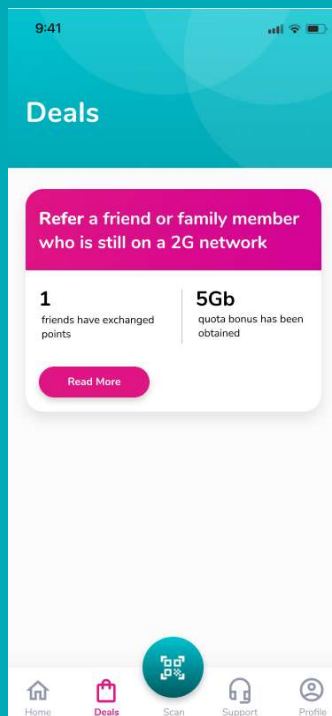 9:41
Deals
Refer a friend or family member
who is still on a 2G network
1
friends have exchanged
points
5Gb
quota bonus has been
obtained
Read More
Home
Deals
Scan
Support
Profile